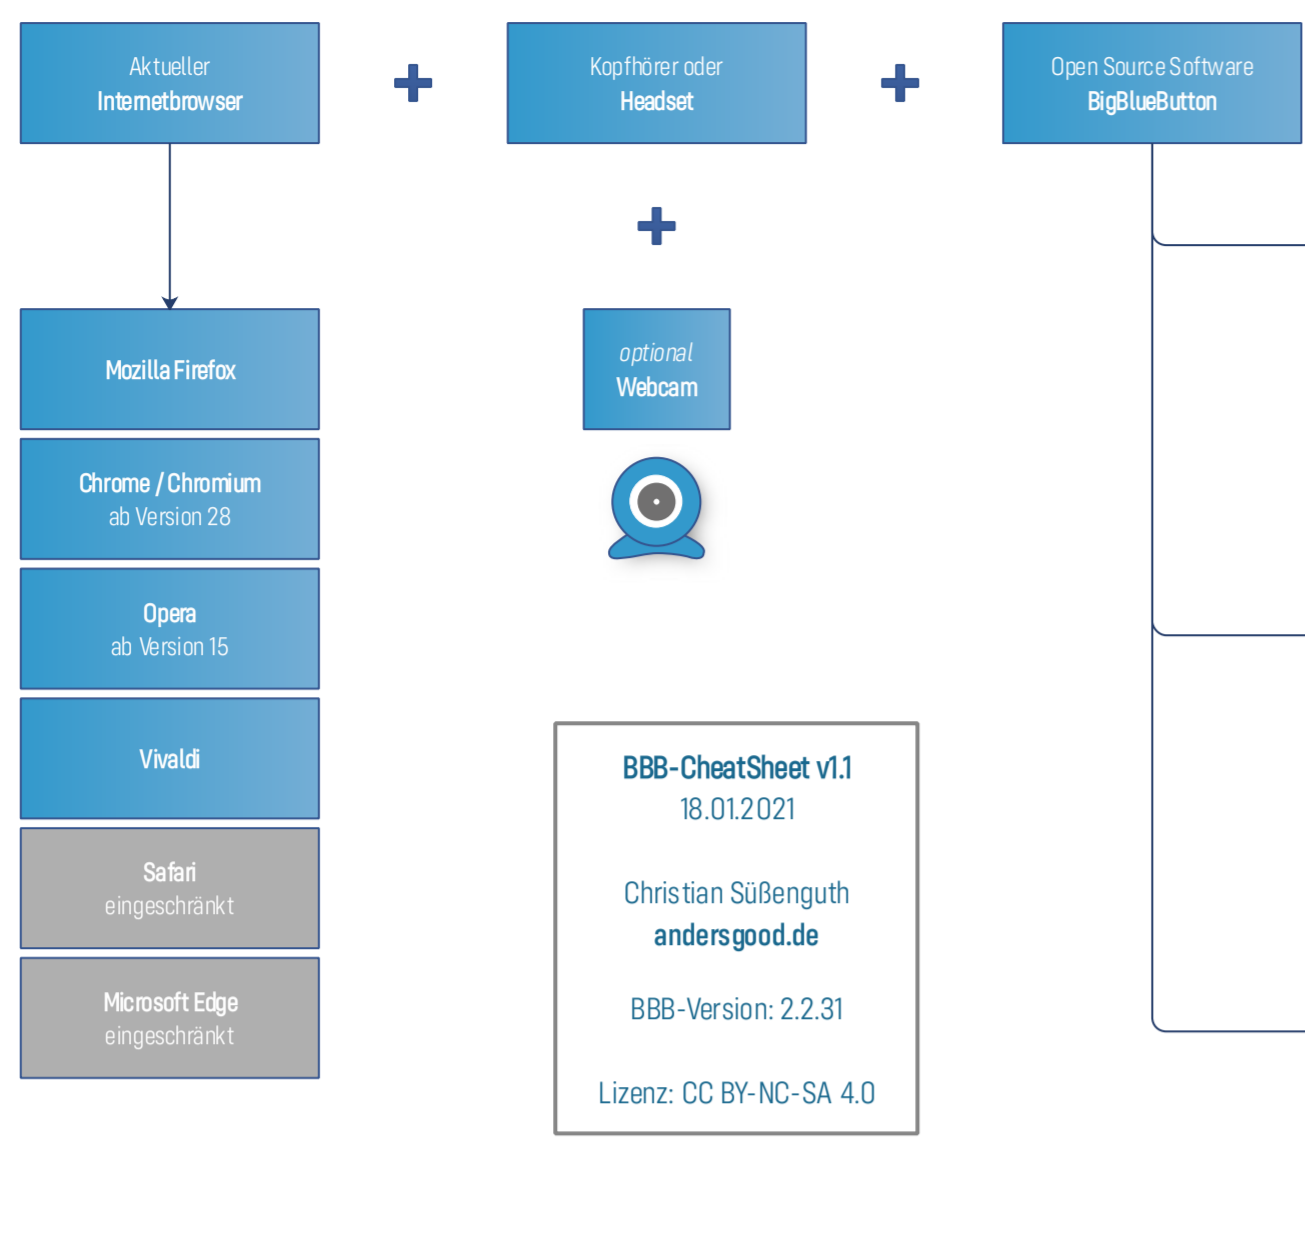 Aktueller
Internetbrowser
Kopfhörer oder
Headset
Open Source Software
BigBlueButton
Mozilla Firefox
Chrome / Chromium
ab Version 28
Opera
ab Version 15
Vivaldi
Safari
eingeschränkt
Microsoft Edge
eingeschränkt
optional
Webcam
BBB-CheatSheet v1.1
18.01.2021
Christian Süßenguth
andersgood.de
BBB-Version: 2.2.31
Lizenz: CC BY-NC-SA 4.0